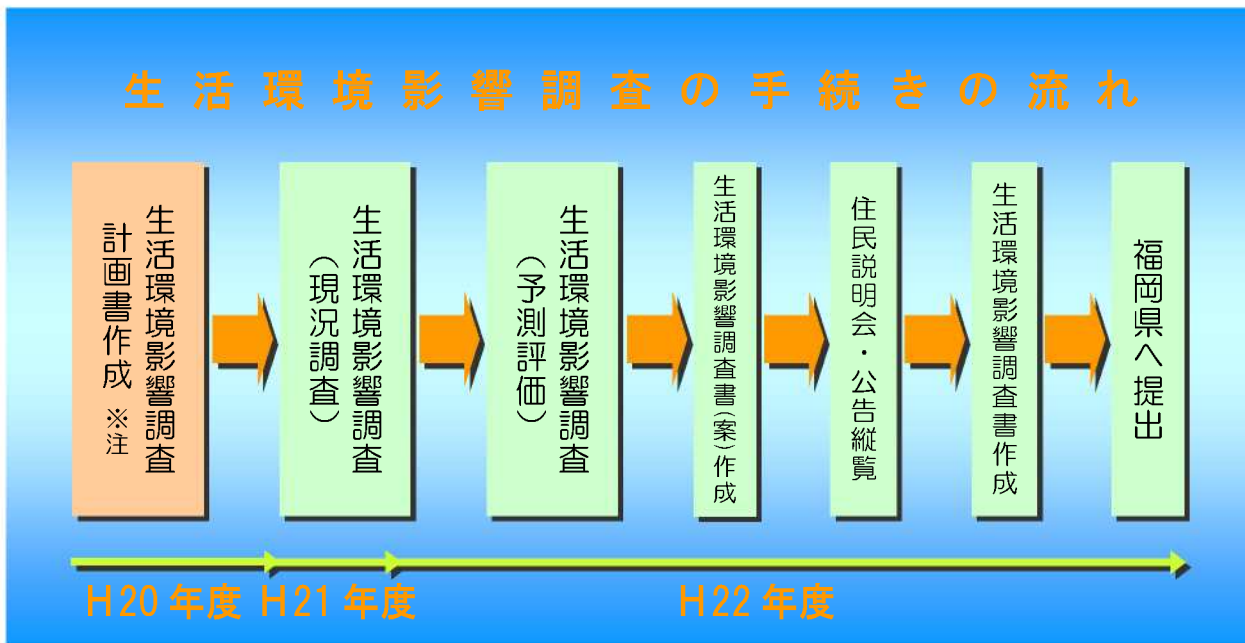 生活環境影響調査の手続きの流れ
生活環境影響調査
計画書作成 ※注
生活環境影響調査
（現況調査）
生活環境影響調査
（予測評価）
生活環境影響調査書（案）作成
住民説明会・公告縦覧
生活環境影響調査書作成
福岡県へ提出
H20年度
H21年度
H22年度